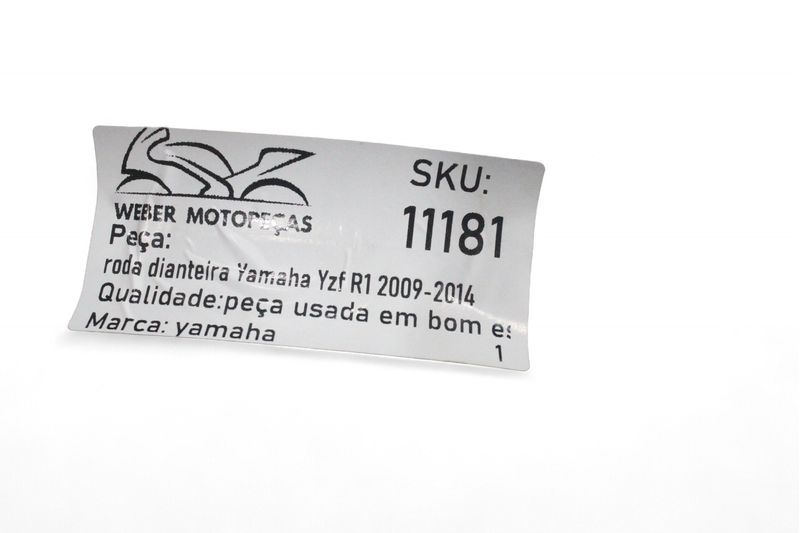 WEBER MOTOPEÇAS
SKU:
11181
Peça:
roda dianteira Yamaha Yzf R1 2009-2014
Qualidade:peça usada em bom es
Marca: yamaha
1